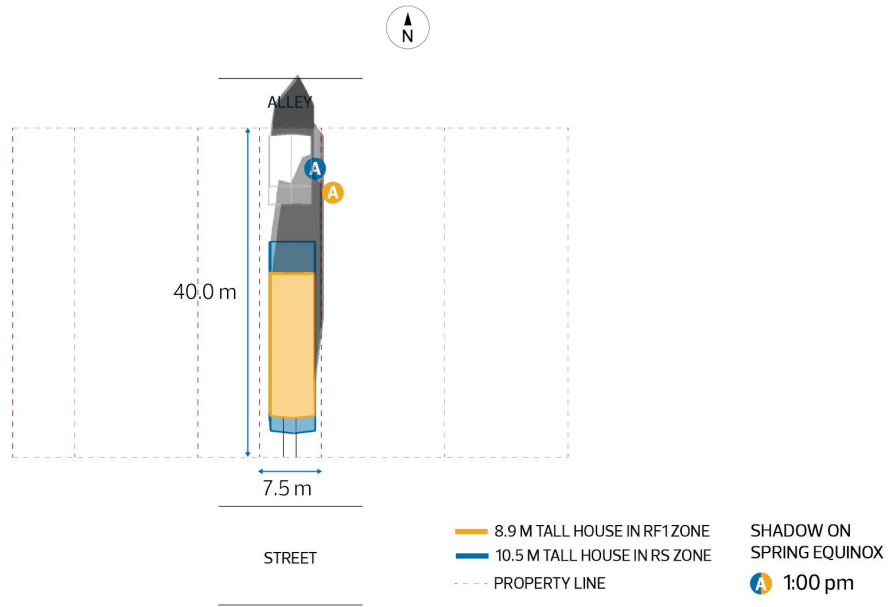 N
ALLEY
A
A
40.0 m
7.5 m
STREET
8.9 M TALL HOUSE IN RF1 ZONE
10.5 M TALL HOUSE IN RS ZONE
PROPERTY LINE
SHADOW ON
SPRING EQUINOX
A 1:00 pm